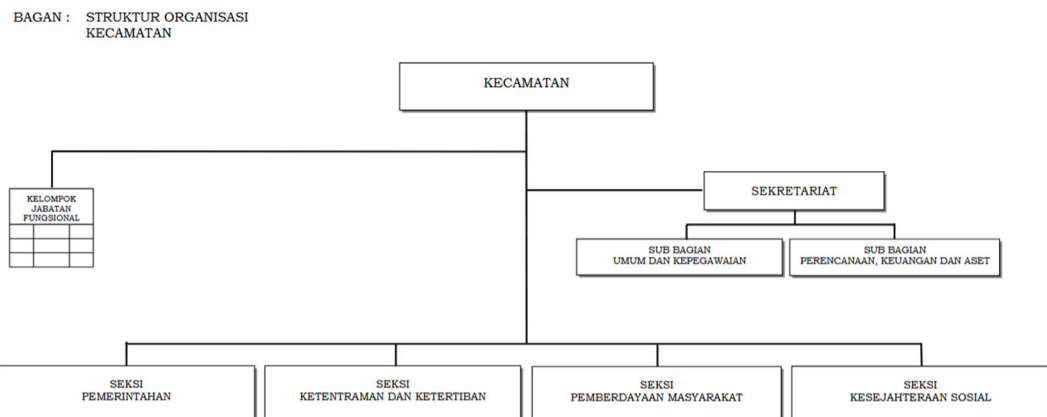 BAGAN : STRUKTUR ORGANISASI
KECAMATAN
KECAMATAN
KELOMPOK
JABATAN
FUNGSIONAL
SEKRETARIAT
SUB BAGIAN
UMUM DAN KEPEGAWAIAN
SUB BAGIAN
PERENCANAAN, KEUANGAN DAN ASET
SEKSI
PEMERINTAHAN
SEKSI
KETENTRAMAN DAN KETERTIBAN
SEKSI
PEMBERDAYAAN MASYARAKAT
SEKSI
KESEJAHTERAAN SOSIAL